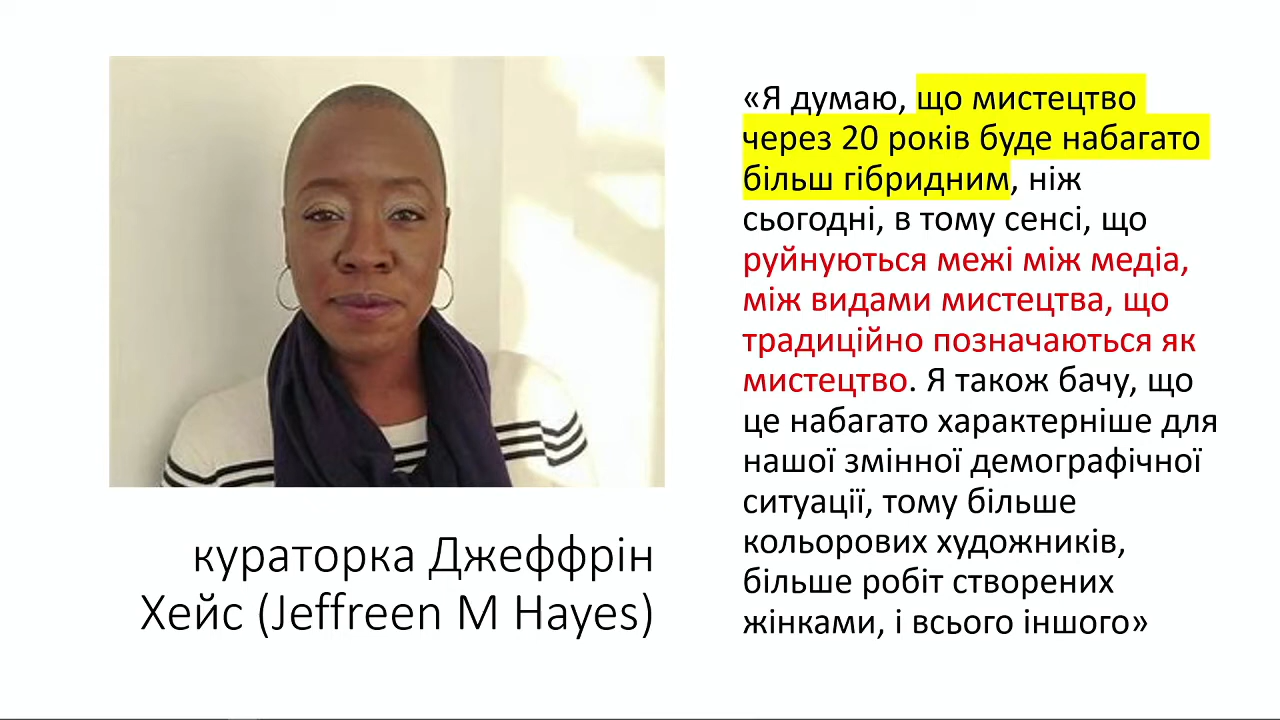 «Я думаю, що мистецтво
через 20 років буде набагато
більш гібридним, ніж
сьогодні, в тому сенсі, що
руйнуються межі між медіа,
між видами мистецтва, що
традиційно позначаються як
мистецтво. Я також бачу, що
це набагато характерніше для
нашої змінної демографічної
ситуації, тому більше
кольорових художників,
більше робіт створених
жінками, і всього іншого»
кураторка Джеффрін
Хейс (Jeffreen M Hayes)